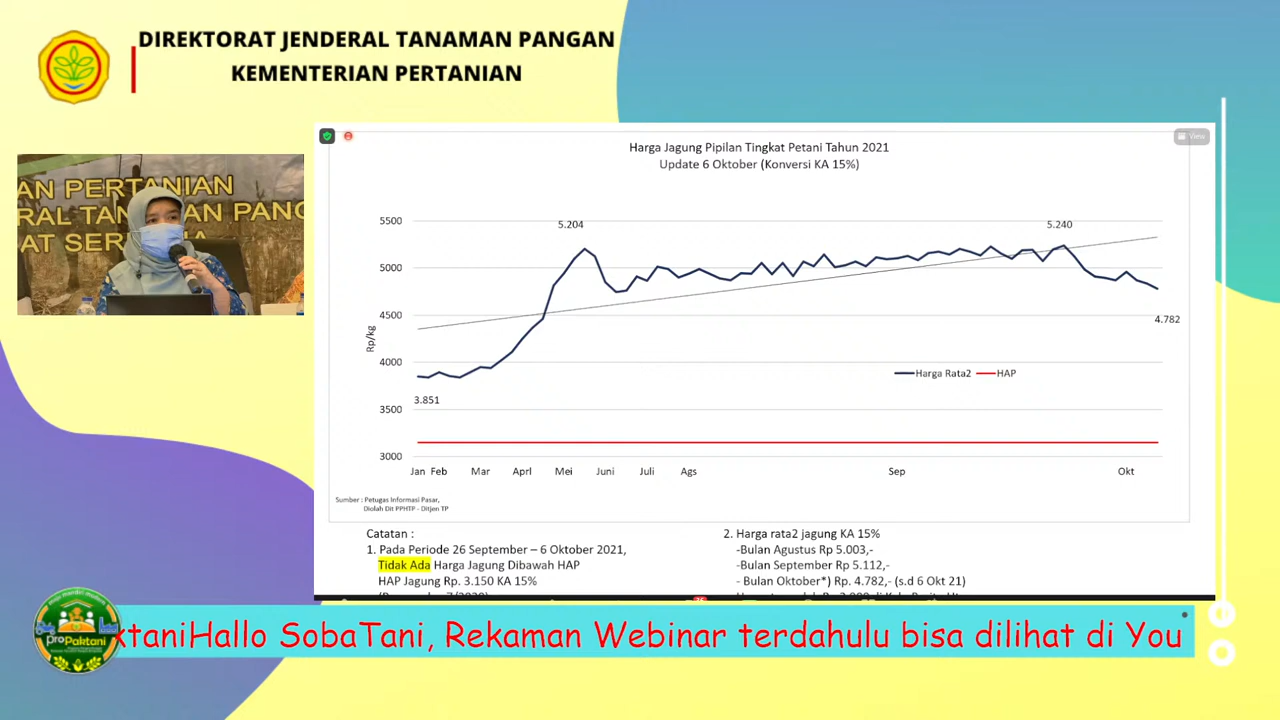 DIREKTORAT JENDERAL TANAMAN PANGAN
KEMENTERIAN PERTANIAN
AN PERTANIAN
RAL TAN
AN PANG
AT SER
View
Harga Jagung Pipilan Tingkat Petani Tahun 2021
Update 6 Oktober (Konversi KA 15%)
5500
5000
4500
4000
3500
3000
Rp/kg
5.204
5.240
4.782
3.851
Harga Rata2
HAP
Jan Feb Mar Aprl Mei Juni Juli Ags Sep Okt
Sumber : Petugas Informasi Pasar,
Diolah Dit PPHTP - Ditjen TP
Catatan :
1. Pada Periode 26 September – 6 Oktober 2021,
Tidak Ada Harga Jagung Dibawah HAP
HAP Jagung Rp. 3.150 KA 15%
2. Harga rata2 jagung KA 15%
-Bulan Agustus Rp 5.003,-
-Bulan September Rp 5.112,-
- Bulan Oktober*) Rp. 4.782,- (s.d 6 Okt 21)
ProPaktani
ktaniHallo SobaTani, Rekaman Webinar terdahulu bisa dilihat di You